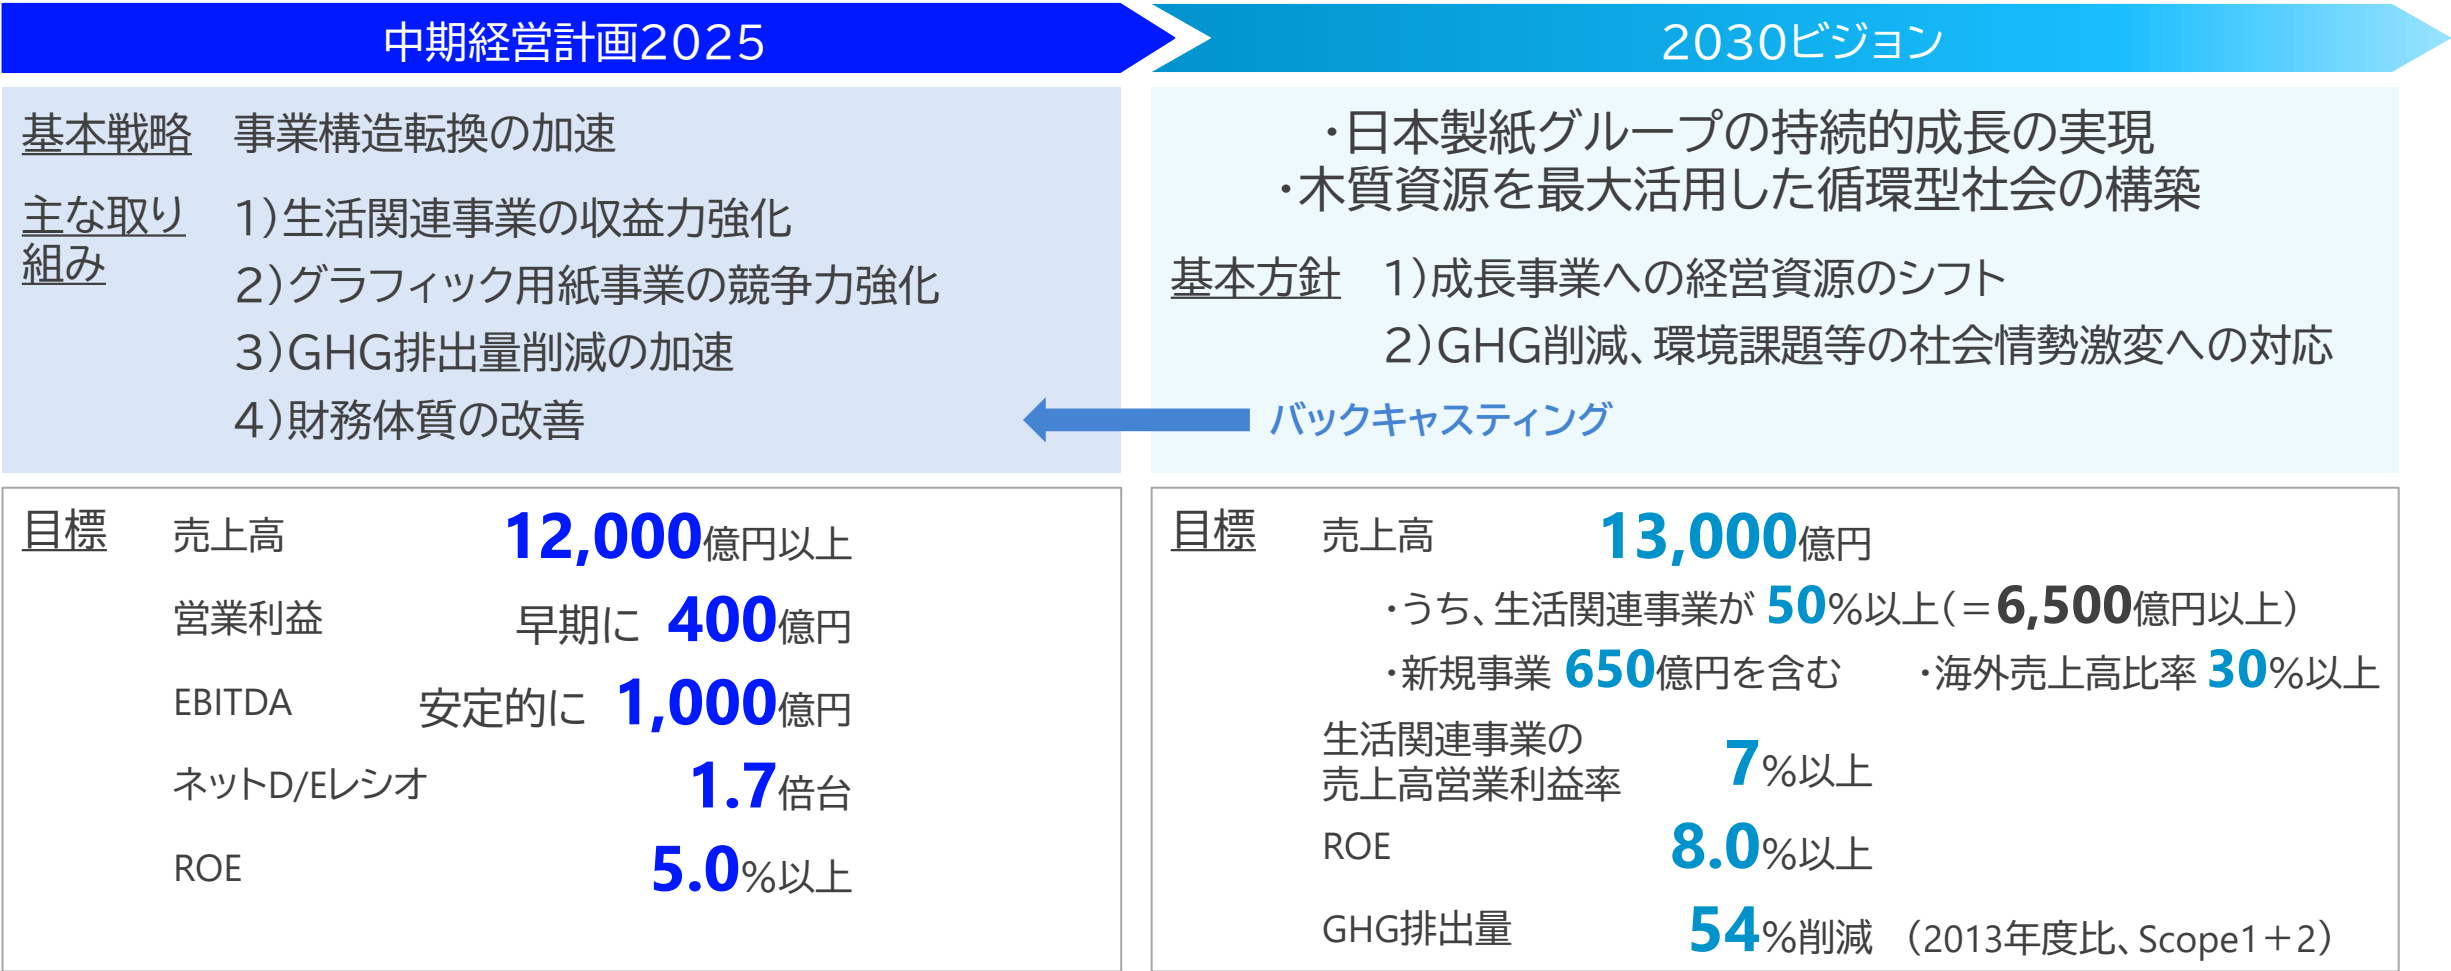 中期経営計画2025
基本戦略 事業構造転換の加速
主な取り
組み
1)生活関連事業の収益力強化
2)グラフィック用紙事業の競争力強化
3)GHG排出量削減の加速
4)財務体質の改善
2030ビジョン
・日本製紙グループの持続的成長の実現
・木質資源を最大活用した循環型社会の構築
基本方針 1)成長事業への経営資源のシフト
2)GHG削減、環境課題等の社会情勢激変への対応
バックキャスティング
目標 売上高 12,000億円以上
営業利益 早期に 400億円
EBITDA 安定的に 1,000億円
ネットD/Eレシオ 1.7倍台
ROE 5.0%以上
目標 売上高 13,000億円
・うち、生活関連事業が 50%以上(=6,500億円以上)
・新規事業 650億円を含む ・海外売上高比率 30%以上
生活関連事業の
売上高営業利益率 7%以上
ROE 8.0%以上
GHG排出量 54%削減 (2013年度比、Scope1+2)